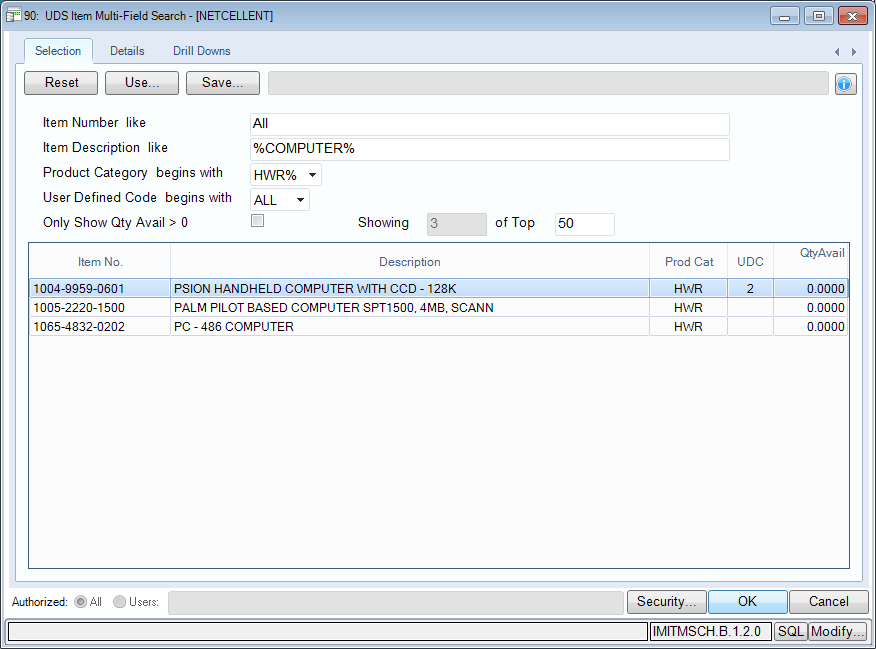 90: UDS Item Multi-Field Search - [NETCELLENT]
Selection Details Drill Downs
Reset Use... Save...
Item Number like All
Item Description like %COMPUTER%
Product Category begins with HWR%
User Defined Code begins with ALL
Only Show Qty Avail > 0 Showing 3 of Top 50
Item No. Description Prod Cat UDC QtyAvail
1004-9959-0601 PSION HANDHELD COMPUTER WITH CCD - 128K HWR 2 0.0000
1005-2220-1500 PALM PILOT BASED COMPUTER SPT1500, 4MB, SCANN HWR 0.0000
1065-4832-0202 PC - 486 COMPUTER HWR 0.0000
Authorized: All Users: Security... OK Cancel
IMITMSCH.B.1.2.0 SQL Modify...